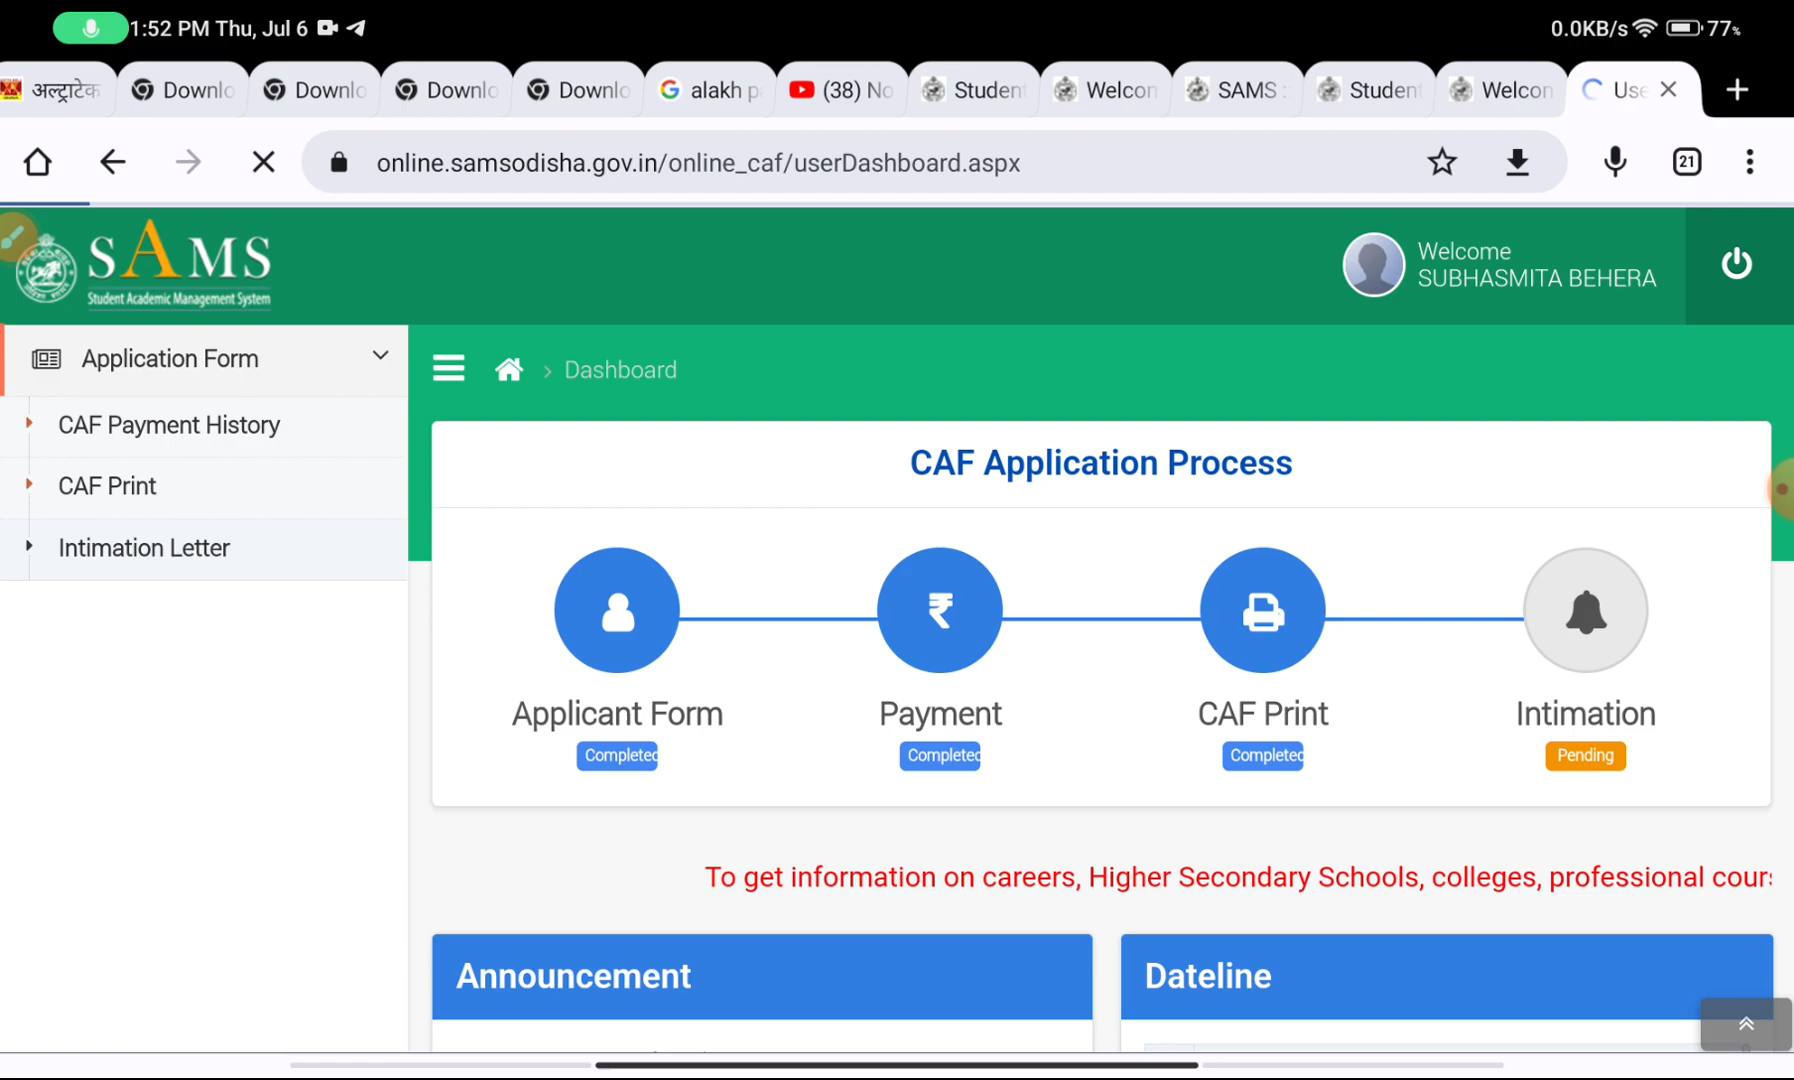 1:52 PM Thu, Jul 6
0.0KB/s 77%
अल्ट्राटेक
Downlo
Downlo
Downlo
Downlo
alakh p
(38) No
Student
Welcom
SAMS :
Student
Welcon
Use
online.samsodisha.gov.in/online_caf/userDashboard.aspx
21
SAMS
Student Academic Management System
Welcome
SUBHASMITA BEHERA
Application Form
CAF Payment History
CAF Print
Intimation Letter
Dashboard
CAF Application Process
Applicant Form
Completed
Payment
Completed
CAF Print
Completed
Intimation
Pending
To get information on careers, Higher Secondary Schools, colleges, professional cour
Announcement
Dateline